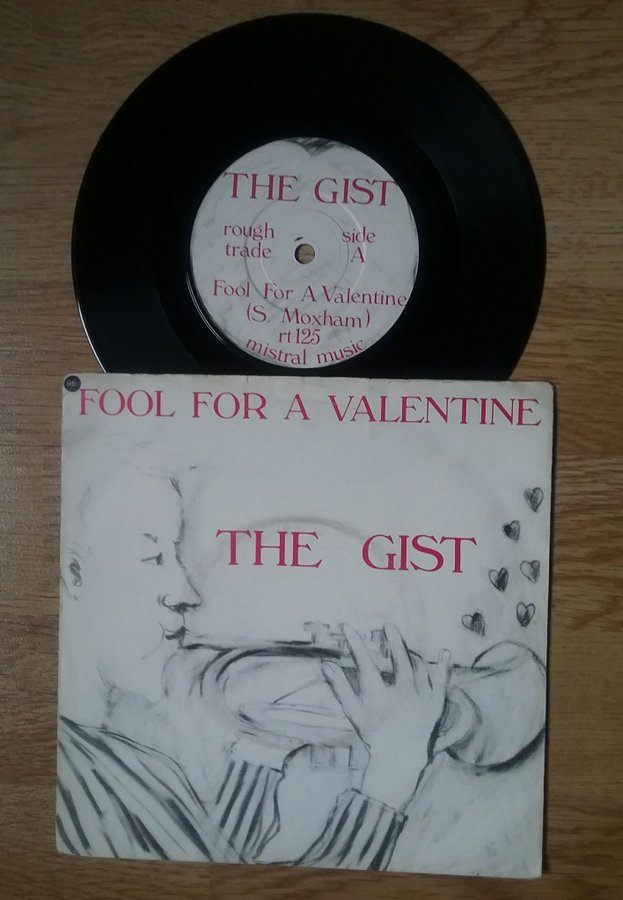 THE GIST
rough side
trade A
Fool For A Valentine
(S. Moxham)
rt125
mistral music
96
FOOL FOR A VALENTINE
THE GIST